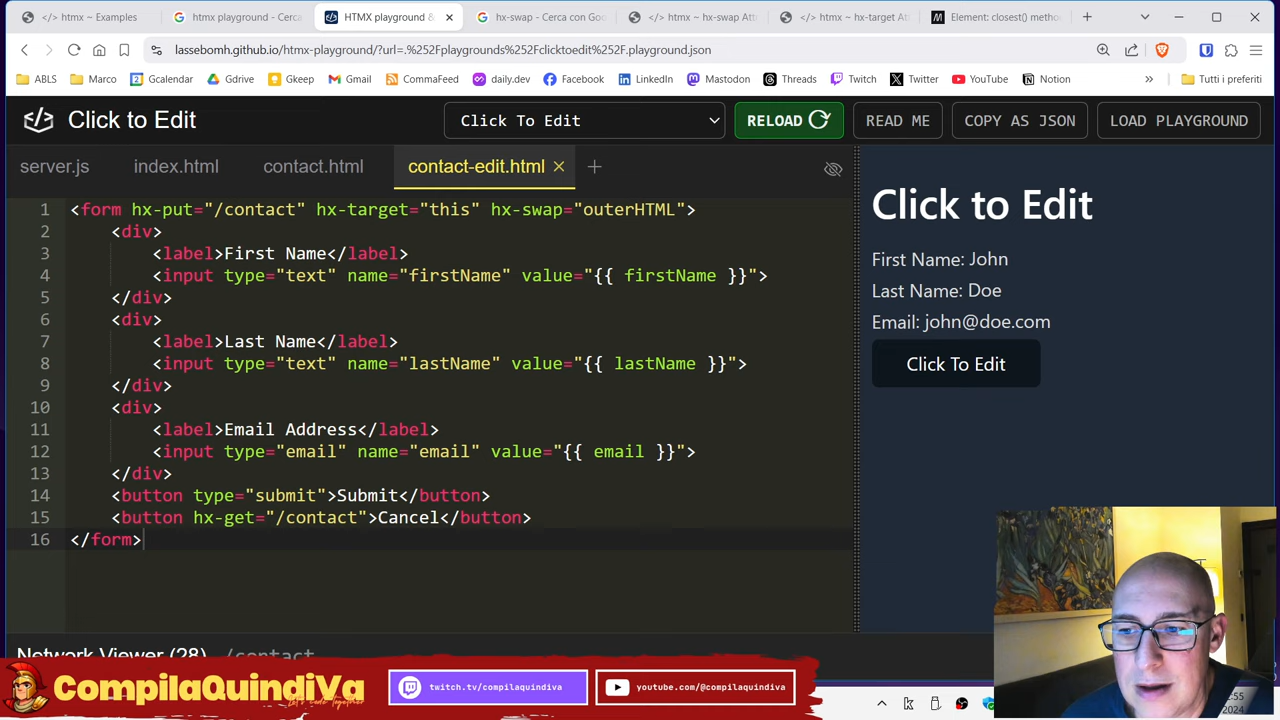 </> htmx ~ Examples
htmx playground - Cerca
HTMX playground &
hx-swap - Cerca con Goo
</> htmx ~ hx-swap Att
</> htmx ~ hx-target At
Element: closest() metho
lassebomh.github.io/htmx-playground/?url=.%252Fplaygrounds%252Fclicktoedit%252F.playground.json
ABLS
Marco
Gcalendar
Gdrive
Gkeep
Gmail
CommaFeed
daily.dev
Facebook
LinkedIn
Mastodon
Threads
Twitch
Twitter
YouTube
Notion
»
Tutti i preferiti
Click to Edit
Click To Edit
RELOAD
READ ME
COPY AS JSON
LOAD PLAYGROUND
server.js
index.html
contact.html
contact-edit.html
1 <form hx-put="/contact" hx-target="this" hx-swap="outerHTML">
2 <div>
3 <label>First Name</label>
4 <input type="text" name="firstName" value="{{ firstName }}">
5 </div>
6 <div>
7 <label>Last Name</label>
8 <input type="text" name="lastName" value="{{ lastName }}">
9 </div>
10 <div>
11 <label>Email Address</label>
12 <input type="email" name="email" value="{{ email }}">
13 </div>
14 <button type="submit">Submit</button>
15 <button hx-get="/contact">Cancel</button>
16 </form>
Click to Edit
First Name: John
Last Name: Doe
Email: john@doe.com
Click To Edit
Network Viewer (28) /contact
CompilaQuindiVa
Let's code Together
twitch.tv/compilaquindiva
youtube.com/@compilaquindiva